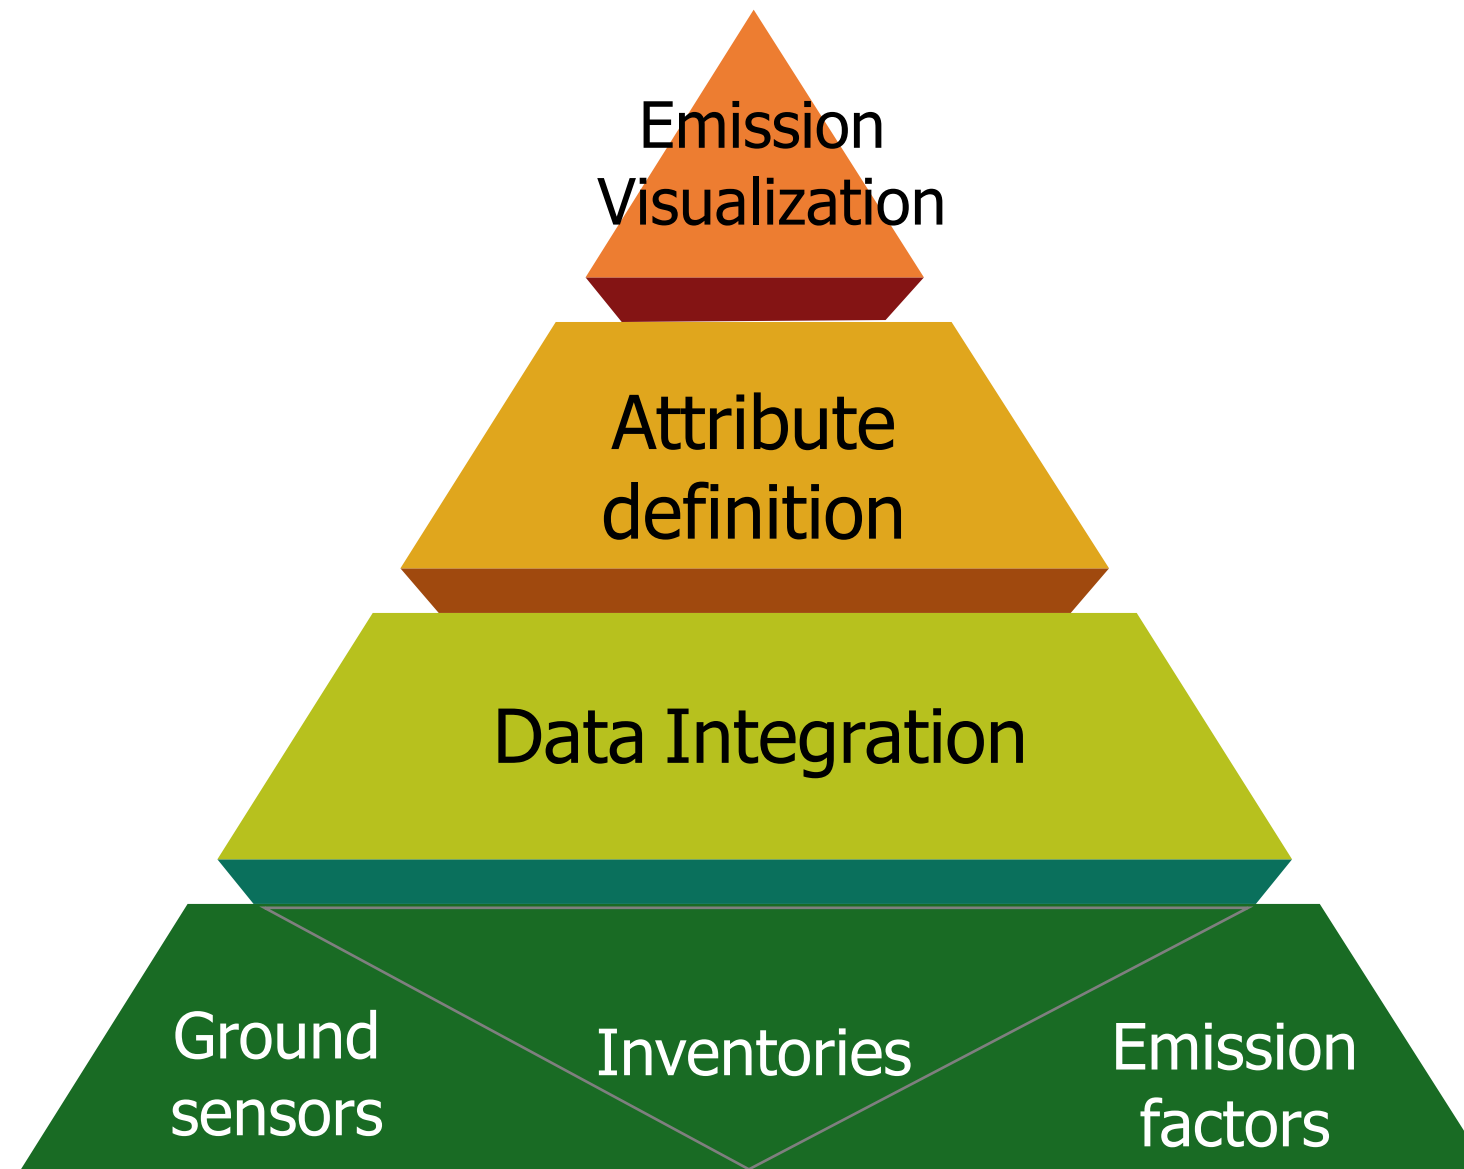 Emission
Visualization
Attribute
definition
Data Integration
Ground
sensors
Inventories
Emission
factors